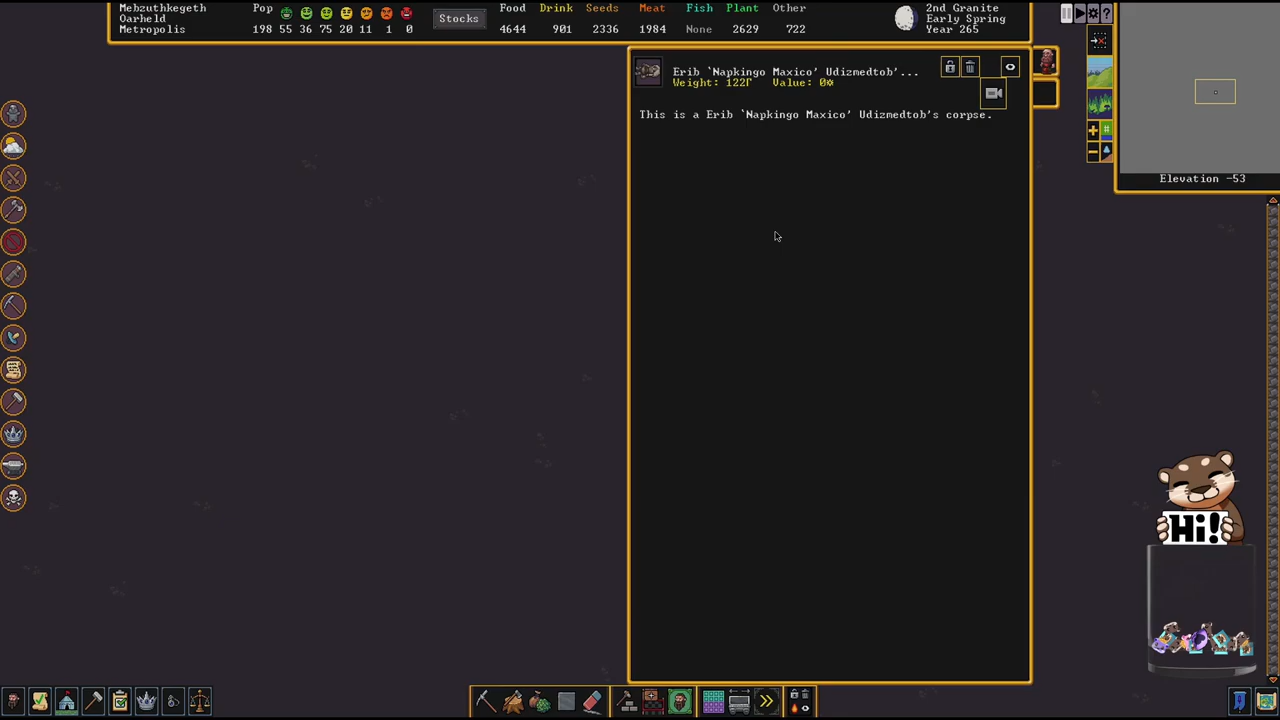 Mebzuthkegeth
Oarheld
Metropolis
Pop
198 55 36 75 20 11 1 0
Stocks
Food Drink Seeds Meat Fish Plant Other
4644 901 2336 1984 None 2629 722
2nd Granite
Early Spring
Year 265
Erib `Napkingo Maxico' Udizmedtob'...
Weight: 122Γ Value: 0☼
This is a Erib `Napkingo Maxico' Udizmedtob's corpse.
Elevation -53
Hi!